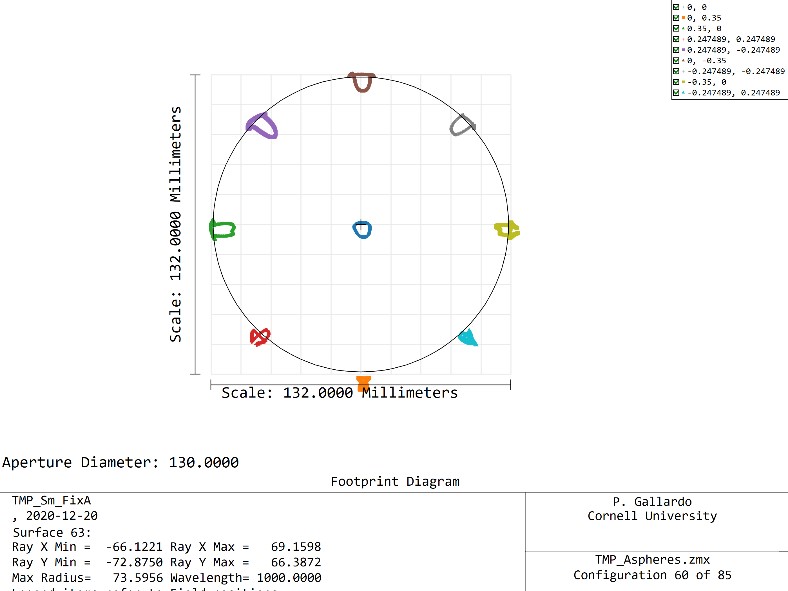 0, 0
0, 0.35
0.35, 0
0.247489, 0.247489
0.247489, -0.247489
0, -0.35
-0.247489, -0.247489
-0.35, 0
-0.247489, 0.247489
Scale: 132.0000 Millimeters
Scale: 132.0000 Millimeters
Aperture Diameter: 130.0000
Footprint Diagram
TMP_Sm_FixA
, 2020-12-20
Surface 63:
Ray X Min = -66.1221 Ray X Max = 69.1598
Ray Y Min = -72.8750 Ray Y Max = 66.3872
Max Radius= 73.5956 Wavelength= 1000.0000
P. Gallardo
Cornell University
TMP_Aspheres.zmx
Configuration 60 of 85